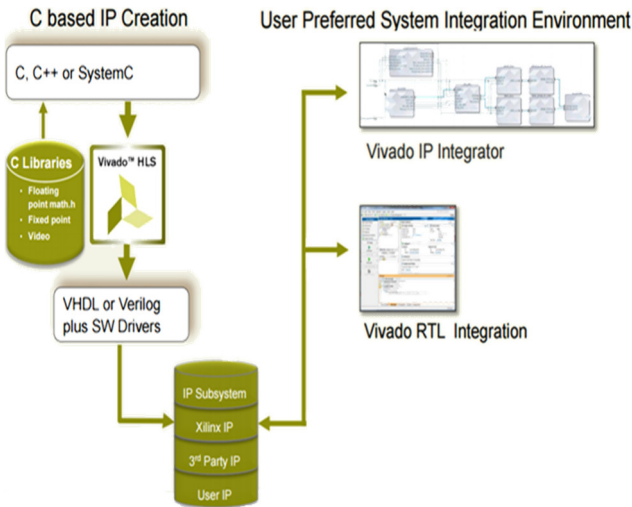 C based IP Creation
User Preferred System Integration Environment
C, C++ or SystemC
C Libraries
• Floating
point math.h
• Fixed point
• Video
Vivado™ HLS
VHDL or Verilog
plus SW Drivers
IP Subsystem
Xilinx IP
3rd Party IP
User IP
Vivado IP Integrator
Vivado RTL Integration